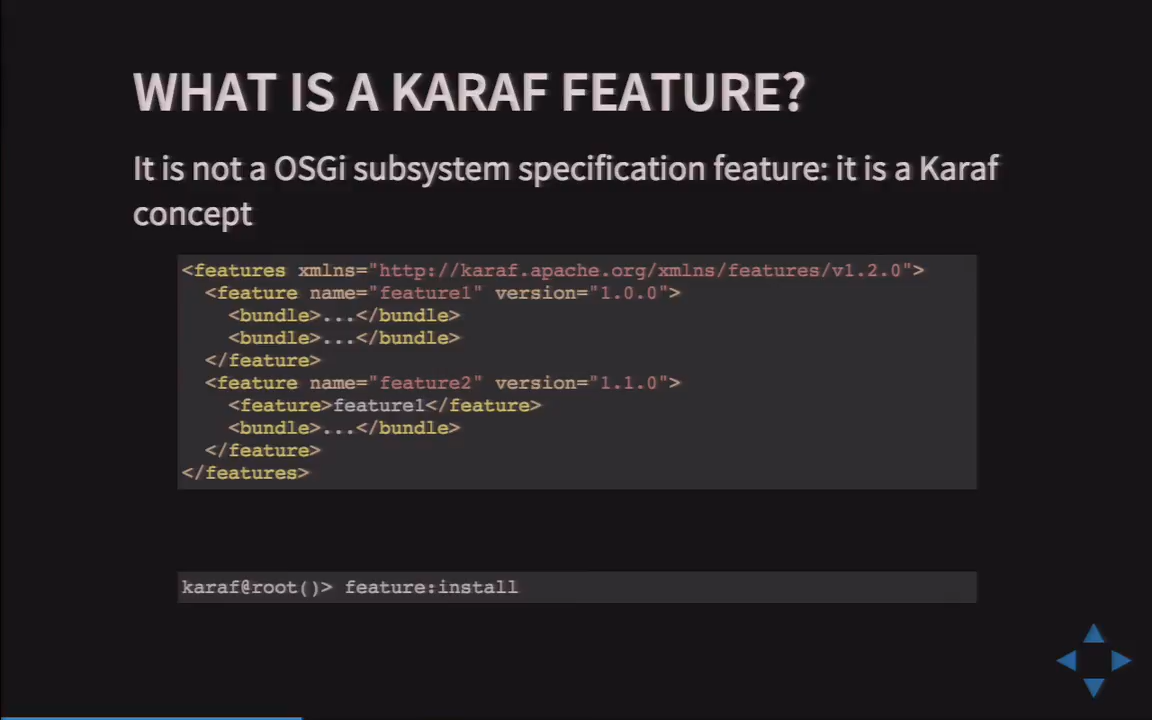 WHAT IS A KARAF FEATURE?
It is not a OSGi subsystem specification feature: it is a Karaf
concept
<features xmlns="http://karaf.apache.org/xmlns/features/v1.2.0">
  <feature name="feature1" version="1.0.0">
    <bundle>...</bundle>
    <bundle>...</bundle>
  </feature>
  <feature name="feature2" version="1.1.0">
    <feature>feature1</feature>
    <bundle>...</bundle>
  </feature>
</features>
karaf@root()> feature:install